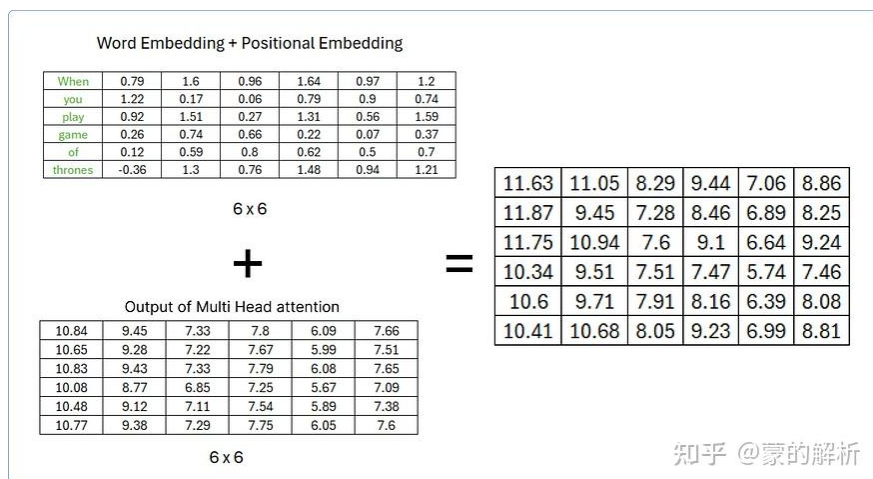 Word Embedding + Positional Embedding
When 0.79 1.6 0.96 1.64 0.97 1.2
you 1.22 0.17 0.06 0.79 0.9 0.74
play 0.92 1.51 0.27 1.31 0.56 1.59
game 0.26 0.74 0.66 0.22 0.07 0.37
of 0.12 0.59 0.8 0.62 0.5 0.7
thrones -0.36 1.3 0.76 1.48 0.94 1.21
6 x 6
+
Output of Multi Head attention
10.84 9.45 7.33 7.8 6.09 7.66
10.65 9.28 7.22 7.67 5.99 7.51
10.83 9.43 7.33 7.79 6.08 7.65
10.08 8.77 6.85 7.25 5.67 7.09
10.48 9.12 7.11 7.54 5.89 7.38
10.77 9.38 7.29 7.75 6.05 7.6
6 x 6
=
11.63 11.05 8.29 9.44 7.06 8.86
11.87 9.45 7.28 8.46 6.89 8.25
11.75 10.94 7.6 9.1 6.64 9.24
10.34 9.51 7.51 7.47 5.74 7.46
10.6 9.71 7.91 8.16 6.39 8.08
10.41 10.68 8.05 9.23 6.99 8.81
知乎 @蒙的解析